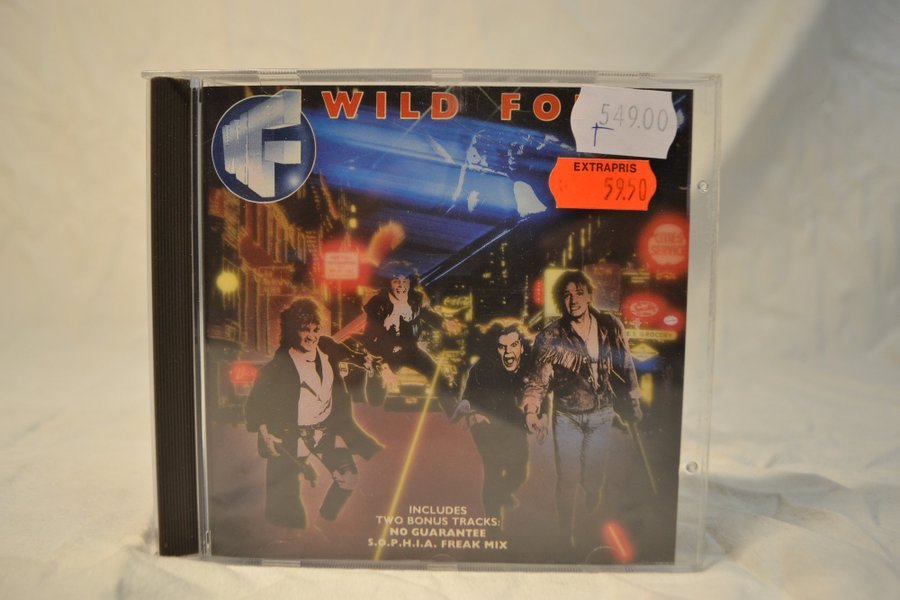 WILD FO
549.00
EXTRAPRIS
59.50
INCLUDES
TWO BONUS TRACKS:
NO GUARANTEE
S.O.P.H.I.A. FREAK MIX